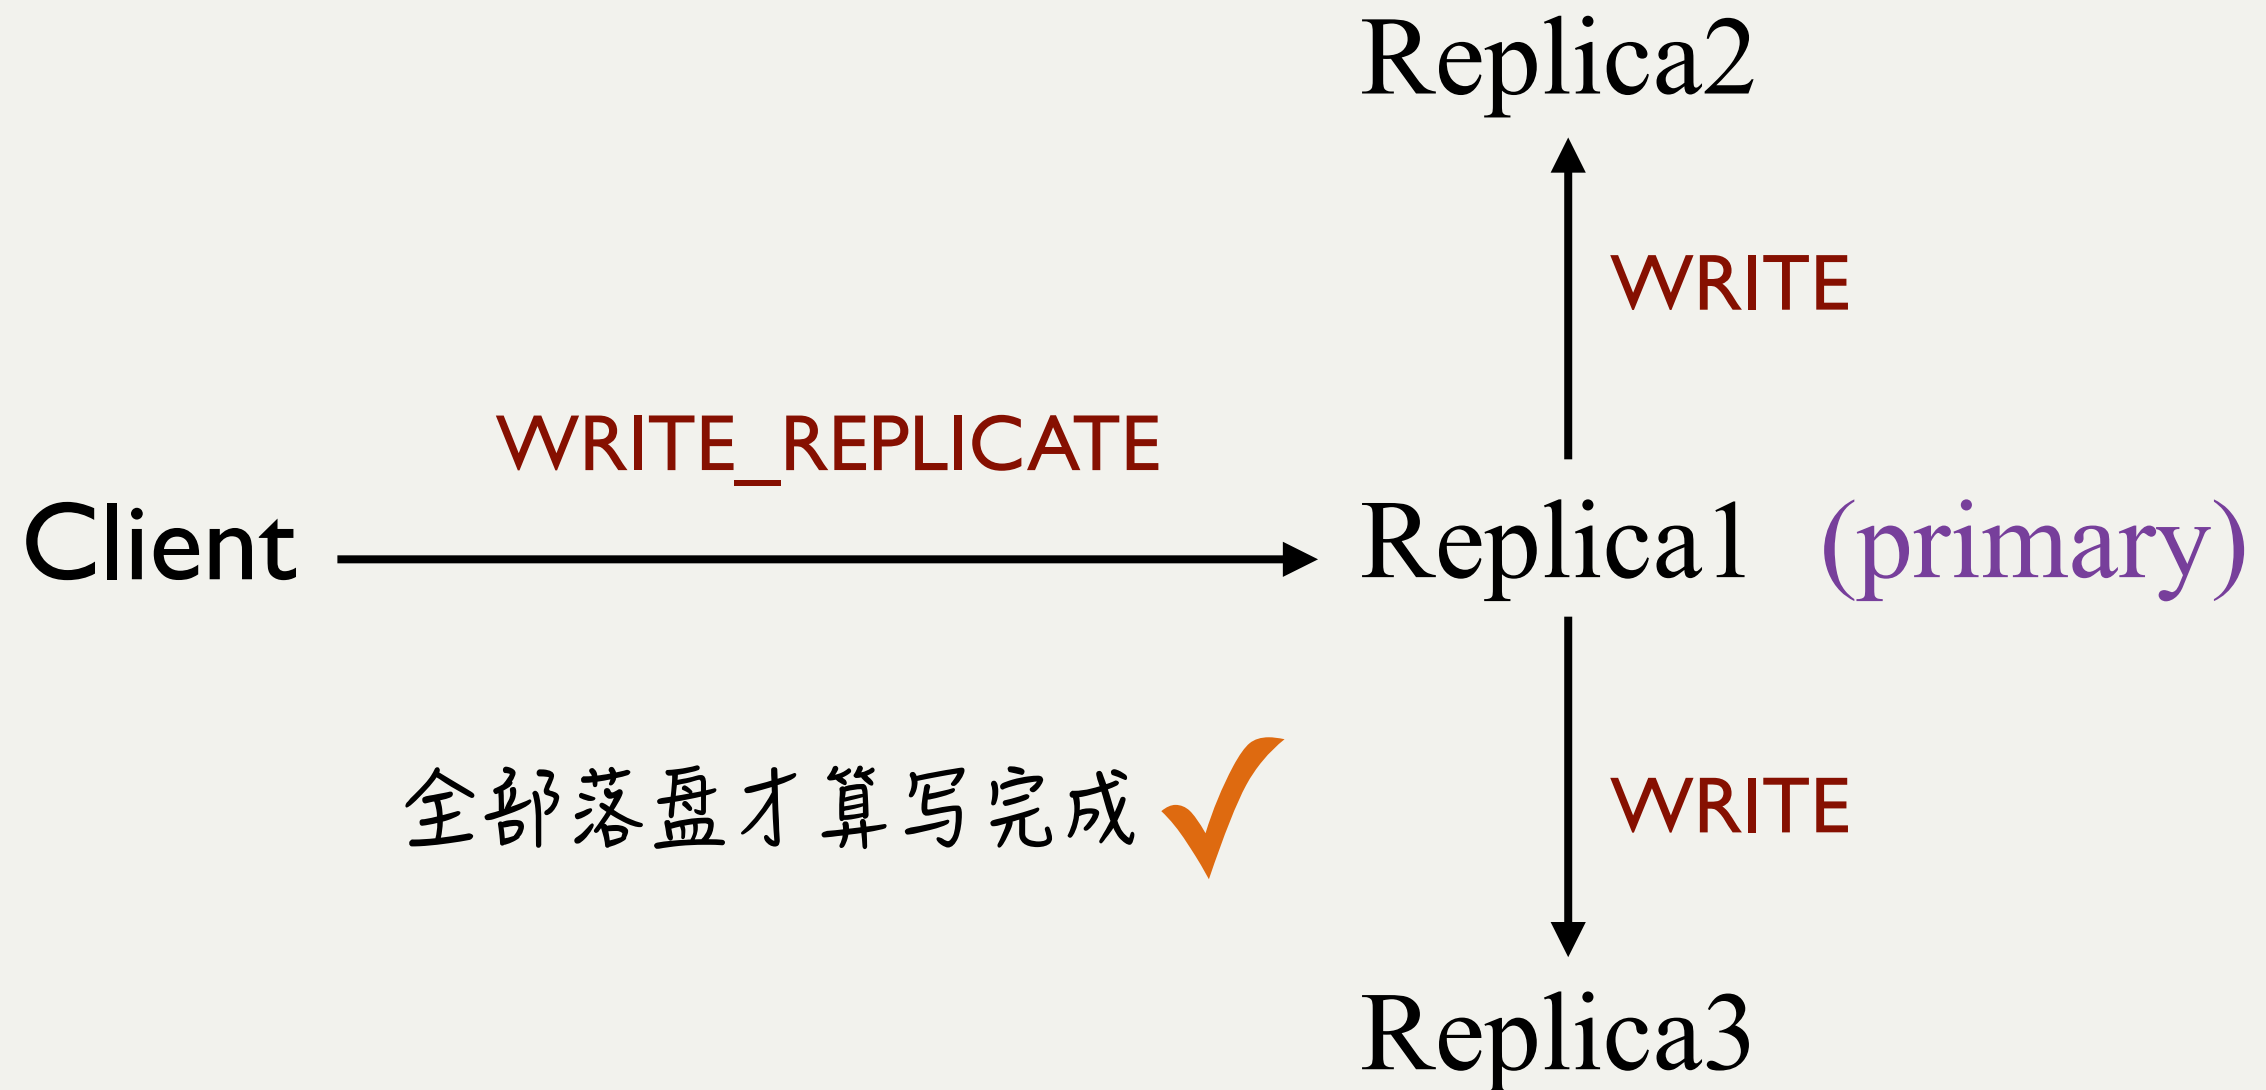 Replica2
WRITE
WRITE_REPLICATE
Client
Replica1 (primary)
全部落盘才算写完成
WRITE
Replica3